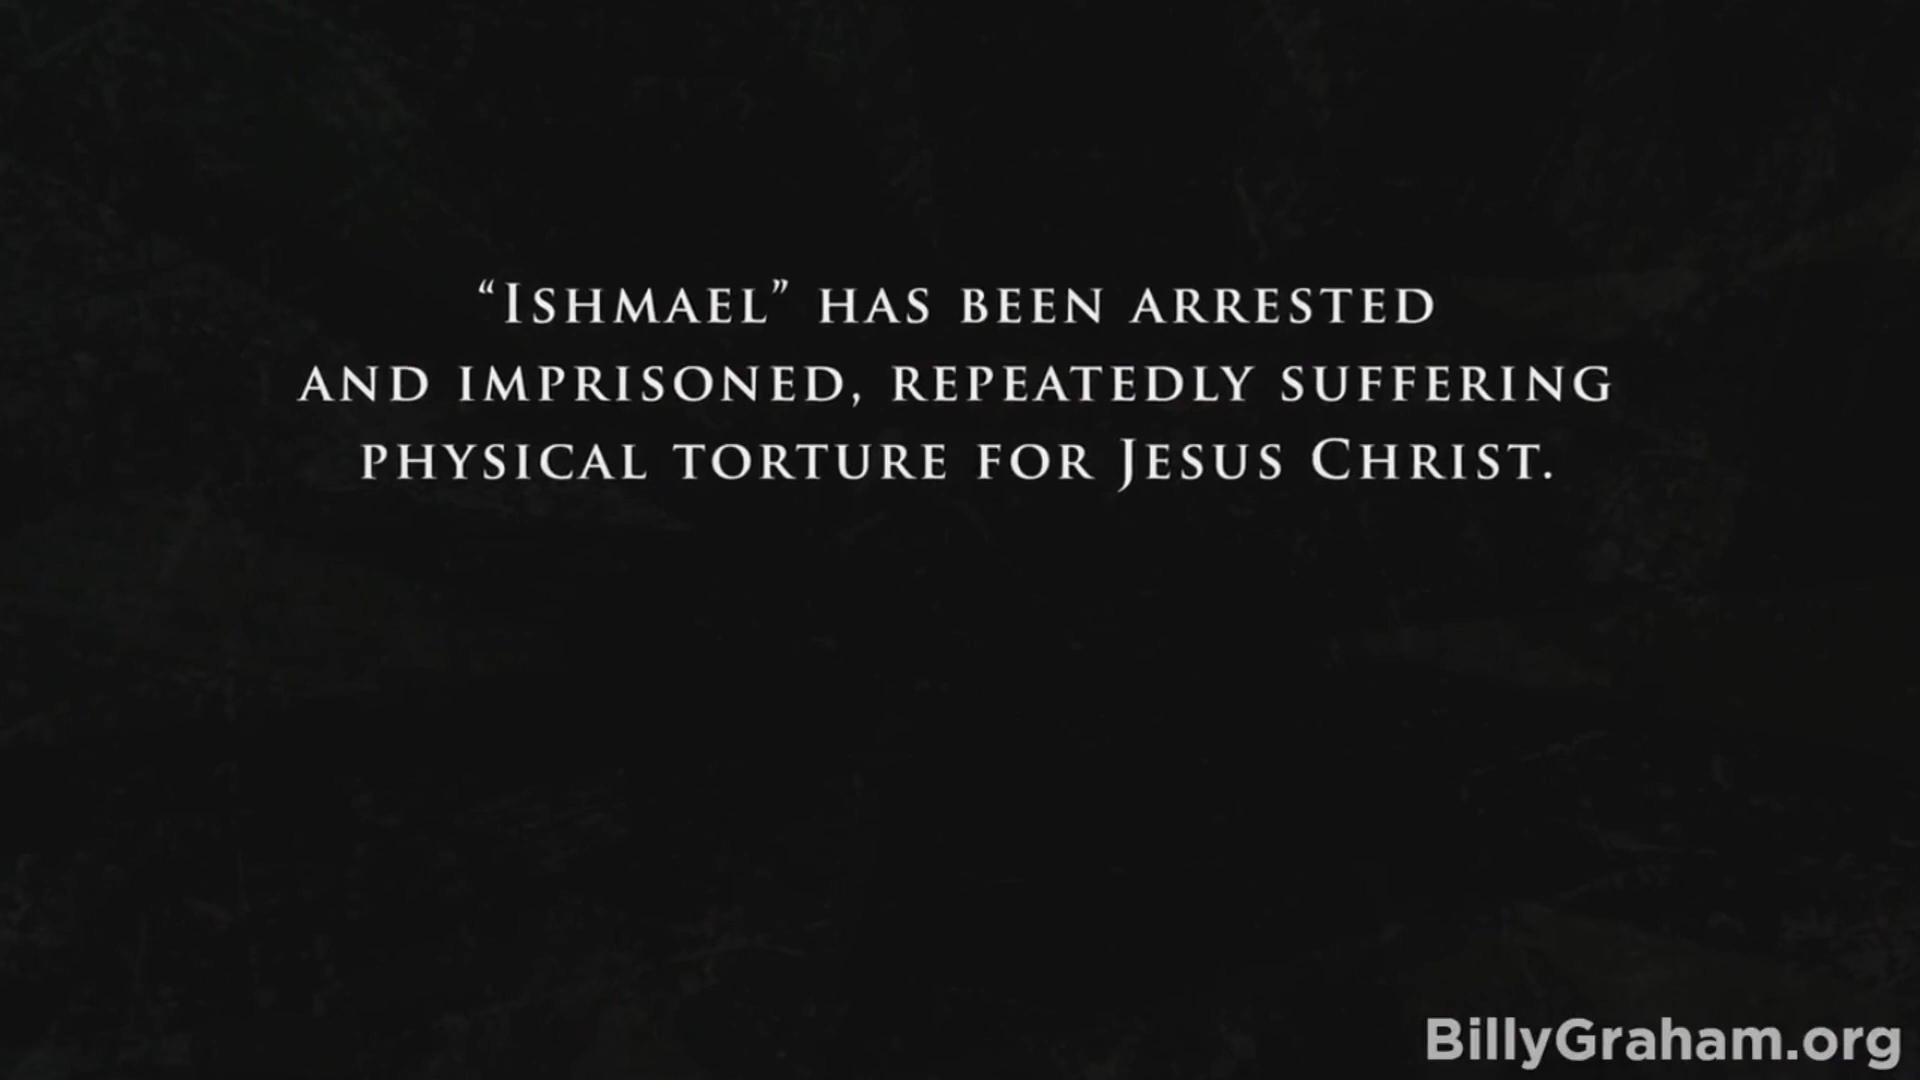 “Ishmael” has been arrested
and imprisoned, repeatedly suffering
physical torture for Jesus Christ.
BillyGraham.org